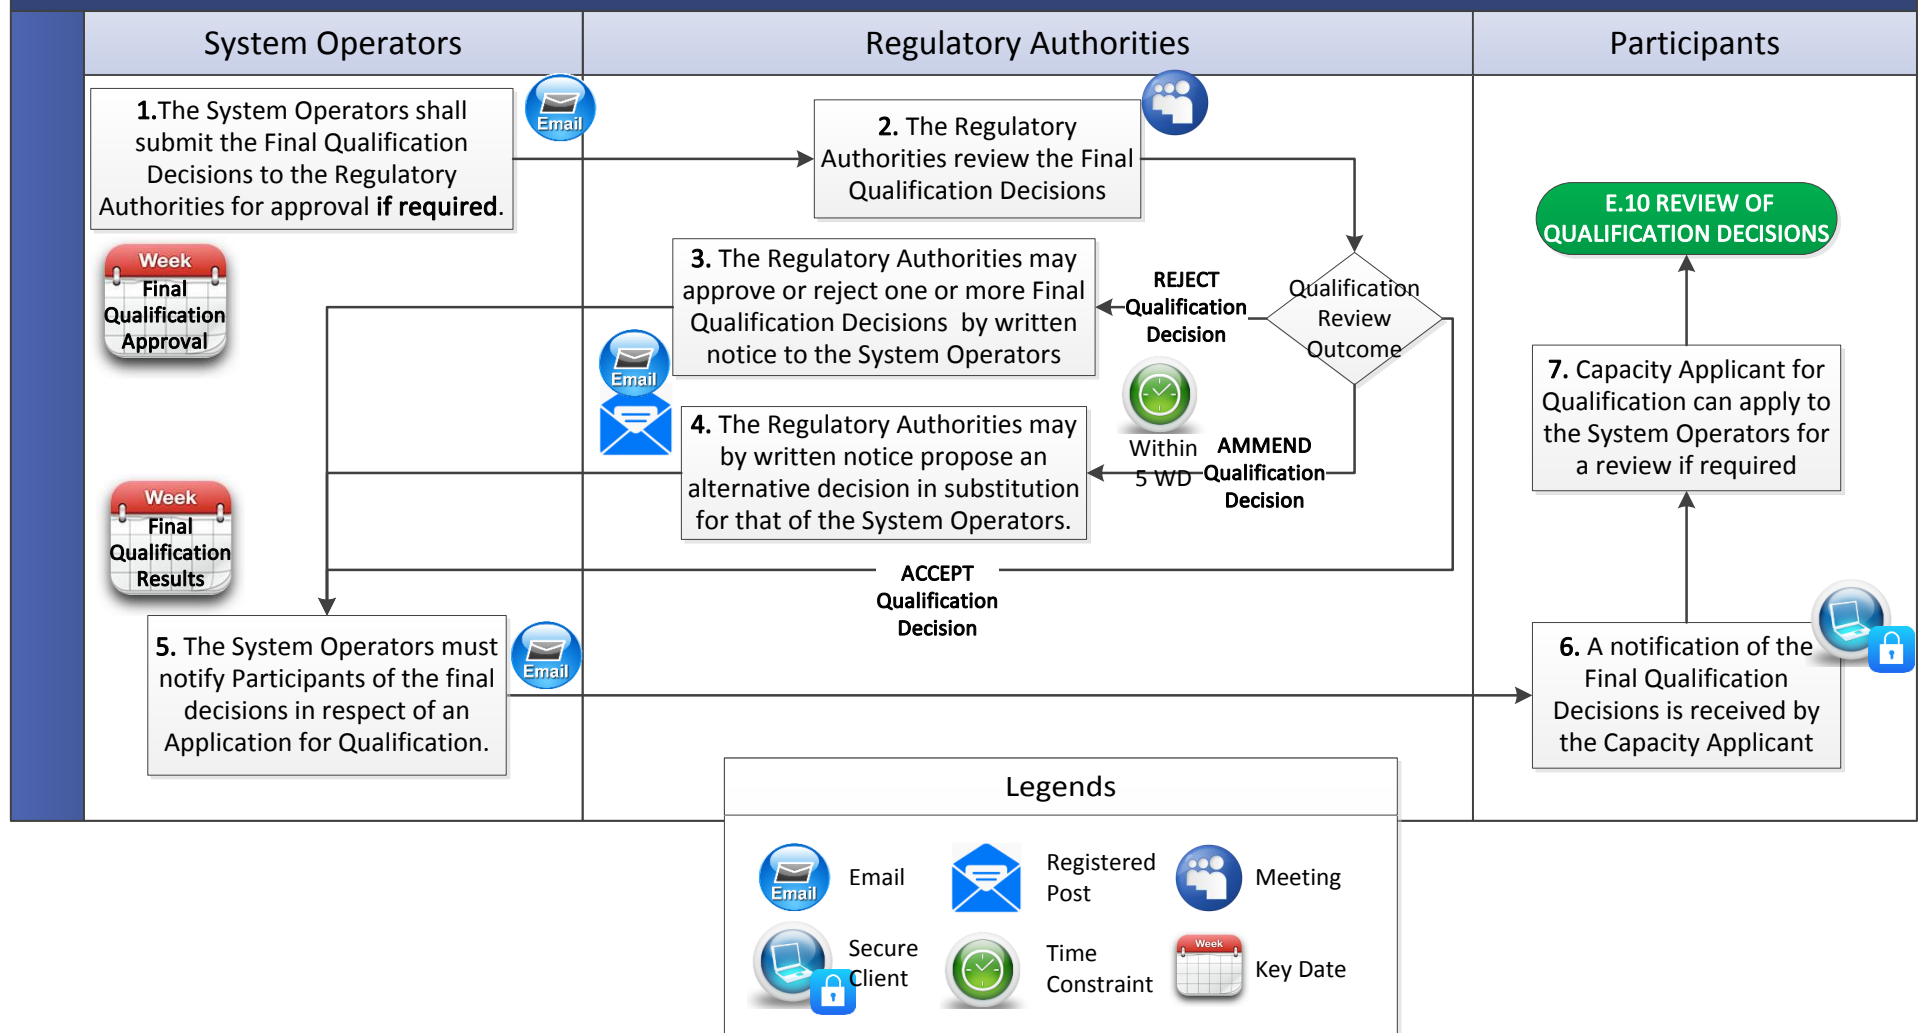 System Operators
Regulatory Authorities
Participants
1.The System Operators shall
submit the Final Qualification
Decisions to the Regulatory
Authorities for approval if required.
Email
2. The Regulatory
Authorities review the Final
Qualification Decisions
E.10 REVIEW OF
QUALIFICATION DECISIONS
Week
Final
Qualification
Approval
3. The Regulatory Authorities may
approve or reject one or more Final
Qualification Decisions by written
notice to the System Operators
REJECT
Qualification
Decision
Qualification
Review
Outcome
Email
7. Capacity Applicant for
Qualification can apply to
the System Operators for
a review if required
4. The Regulatory Authorities may
by written notice propose an
alternative decision in substitution
for that of the System Operators.
Within
5 WD
AMMEND
Qualification
Decision
Week
Final
Qualification
Results
ACCEPT
Qualification
Decision
5. The System Operators must
notify Participants of the final
decisions in respect of an
Application for Qualification.
Email
6. A notification of the
Final Qualification
Decisions is received by
the Capacity Applicant
Legends
Email
Email
Registered
Post
Meeting
Secure
Client
Time
Constraint
Week
Key Date